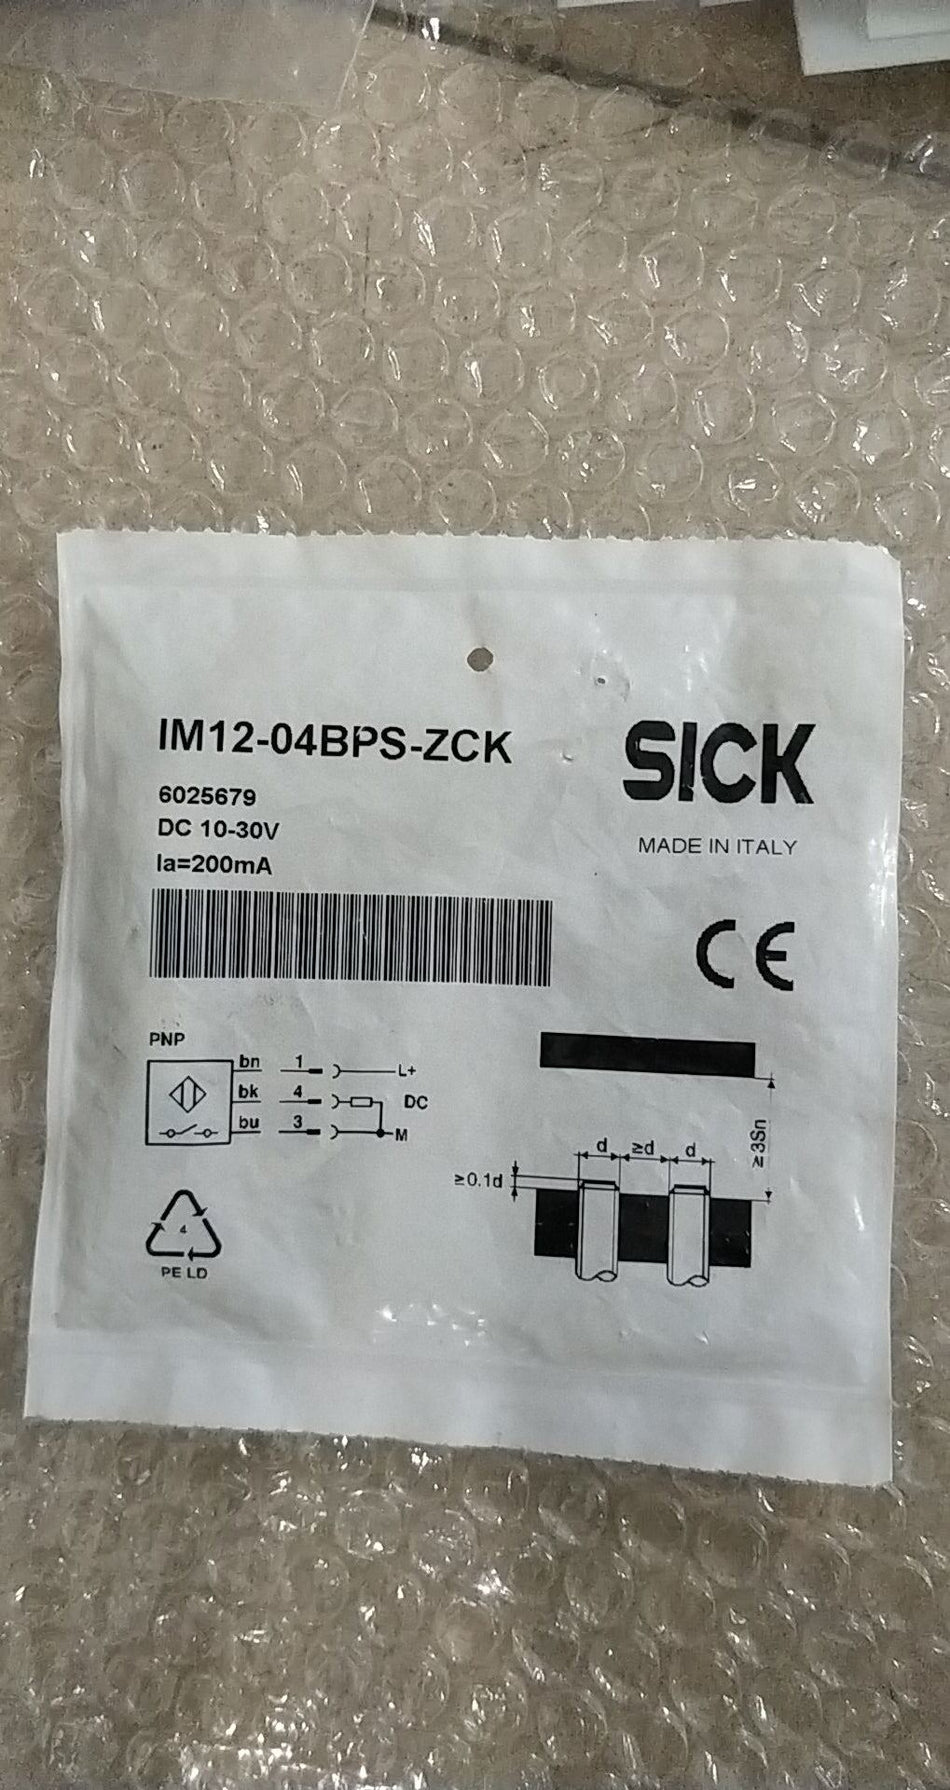 IM12-04BPS-ZCK
SICK
6025679
DC 10-30V
MADE IN ITALY
Ia=200mA
CE
PNP
bn 1 L+
bk 4 DC
bu 3 M
d ≥d d
≥3Sn
≥0.1d
4
PE LD